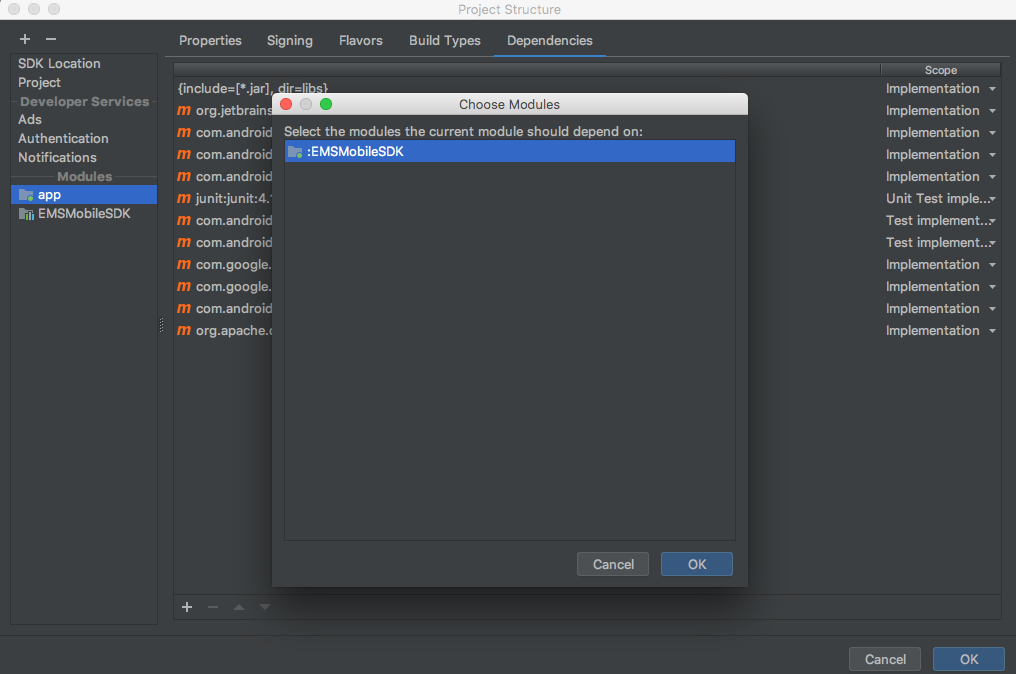 Project Structure
Properties Signing Flavors Build Types Dependencies
SDK Location
Project
Developer Services
Ads
Authentication
Notifications
Modules
app
EMSMobileSDK
Scope
{include=[*.jar], dir=libs} Implementation
m org.jetbrains Implementation
m com.android Implementation
m com.android Implementation
m com.android Implementation
m junit:junit:4. Unit Test imple...
m com.android Test implement...
m com.android Test implement...
m com.google. Implementation
m com.google. Implementation
m com.android Implementation
m org.apache. Implementation
Choose Modules
Select the modules the current module should depend on:
:EMSMobileSDK
Cancel OK
Cancel OK